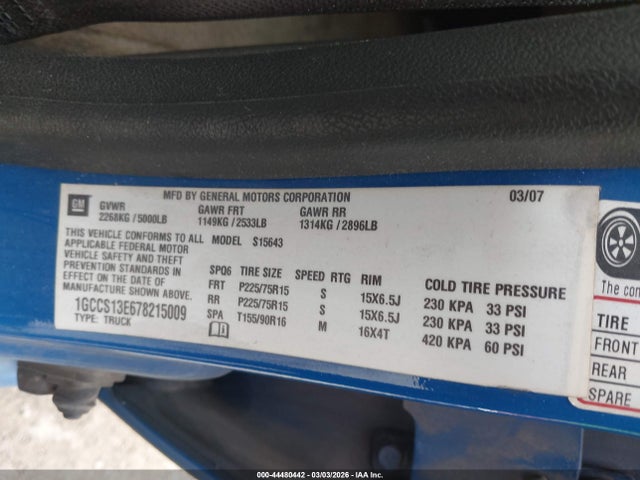 MFD BY GENERAL MOTORS CORPORATION 03/07
GM GVWR GAWR FRT GAWR RR
2268KG / 5000LB 1149KG / 2533LB 1314KG / 2896LB
THIS VEHICLE CONFORMS TO ALL MODEL S15643
APPLICABLE FEDERAL MOTOR
VEHICLE SAFETY AND THEFT
PREVENTION STANDARDS IN
EFFECT ON THE DATE OF
MANUFACTURE SHOWN ABOVE.
1GCCS13E678215009
TYPE: TRUCK
SPO6 TIRE SIZE SPEED RTG RIM COLD TIRE PRESSURE
FRT P225/75R15 S 15X6.5J 230 KPA 33 PSI
RR P225/75R15 S 15X6.5J 230 KPA 33 PSI
SPA T155/90R16 M 16X4T 420 KPA 60 PSI
The con
TIRE
FRONT
REAR
SPARE
000-44480442 - 03/03/2026 - IAA Inc.